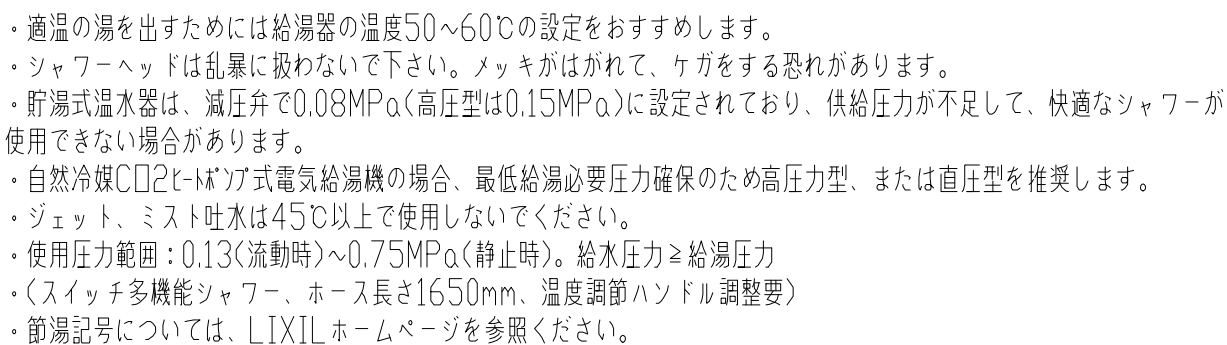 ・適温の湯を出すためには給湯器の温度50～60℃の設定をおすすめします。
・シャワーヘッドは乱暴に扱わないで下さい。メッキがはがれて、ケガをする恐れがあります。
・貯湯式温水器は、減圧弁で0.08MPa(高圧型は0.15MPa)に設定されており、供給圧力が不足して、快適なシャワーが
使用できない場合があります。
・自然冷媒CO2ﾋｰﾄﾎﾟﾝﾌﾟ式電気給湯機の場合、最低給湯必要圧力確保のため高圧力型、または直圧型を推奨します。
・ジェット、ミスト吐水は45℃以上で使用しないでください。
・使用圧力範囲：0.13(流動時)～0.75MPa(静止時)。給水圧力≧給湯圧力
・(スイッチ多機能シャワー、ホース長さ1650mm、温度調節ハンドル調整要)
・節湯記号については、LIXILホームページを参照ください。